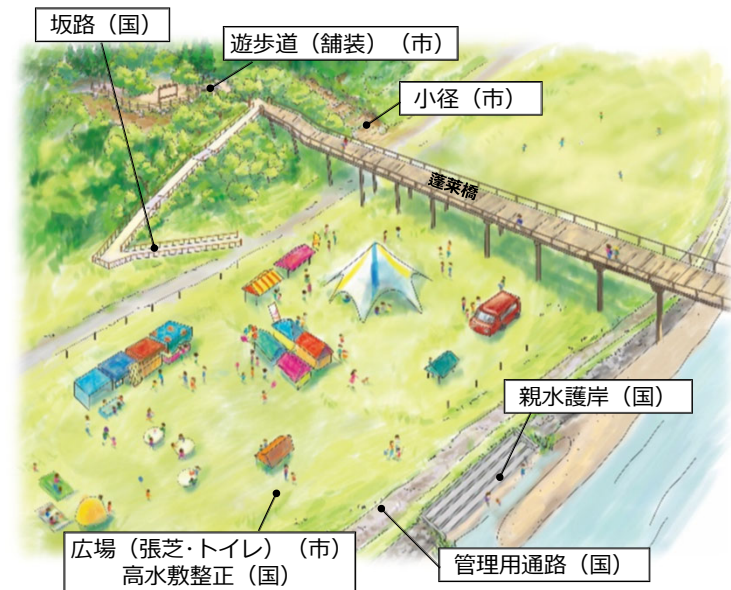 坂路（国）
遊歩道（舗装）（市）
小径（市）
蓬莱橋
親水護岸（国）
広場（張芝・トイレ）（市）
高水敷整正（国）
管理用通路（国）